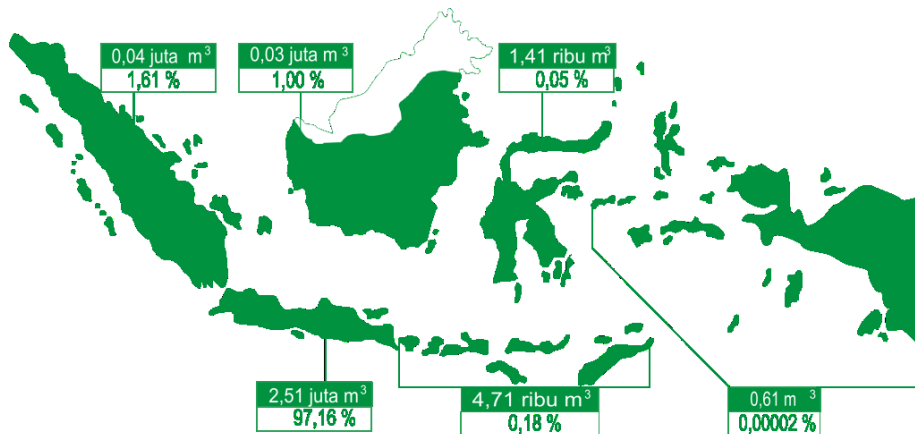 0,04 juta m³
1,61 %
0,03 juta m³
1,00 %
1,41 ribu m³
0,05 %
2,51 juta m³
97,16 %
4,71 ribu m³
0,18 %
0,61 m³
0,00002 %